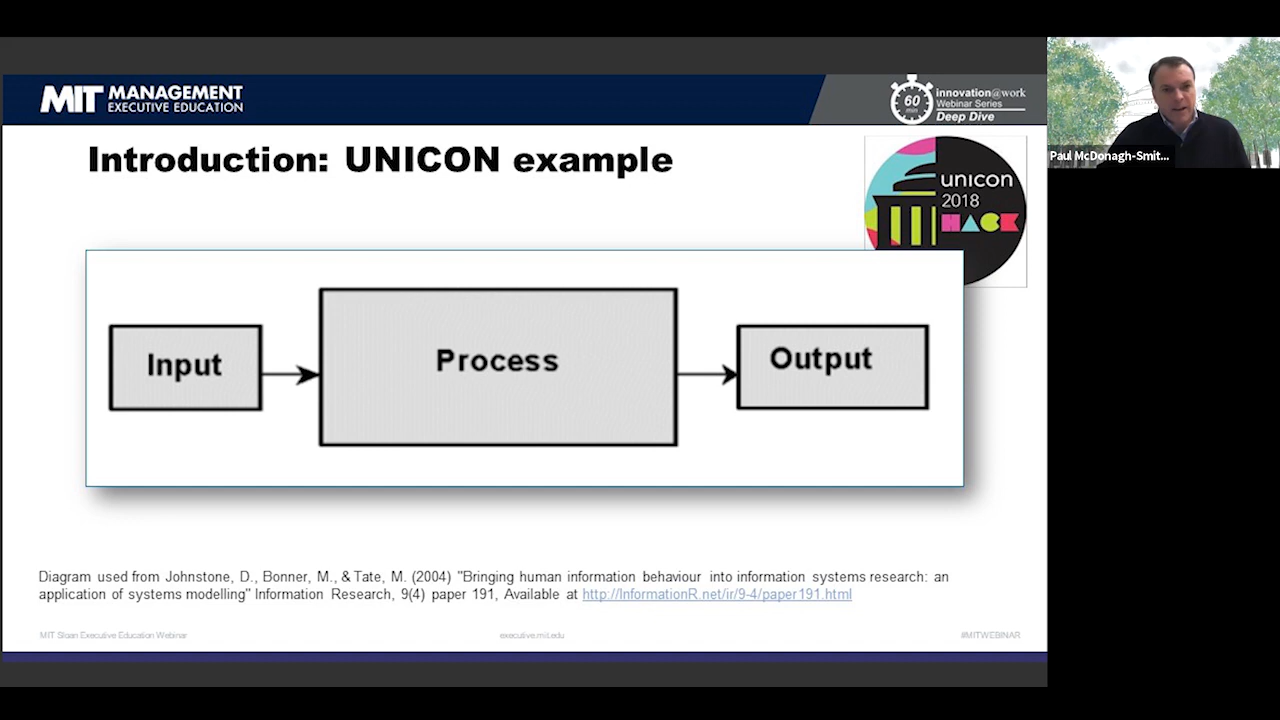 MIT MANAGEMENT
EXECUTIVE EDUCATION
60
min
innovation@work
Webinar Series
Deep Dive
Paul McDonagh-Smit...
Introduction: UNICON example
unicon
2018
HACK
Input
Process
Output
Diagram used from Johnstone, D., Bonner, M., & Tate, M. (2004) "Bringing human information behaviour into information systems research: an
application of systems modelling" Information Research, 9(4) paper 191, Available at http://InformationR.net/ir/9-4/paper191.html
MIT Sloan Executive Education Webinar
executive.mit.edu
#MITWEBINAR